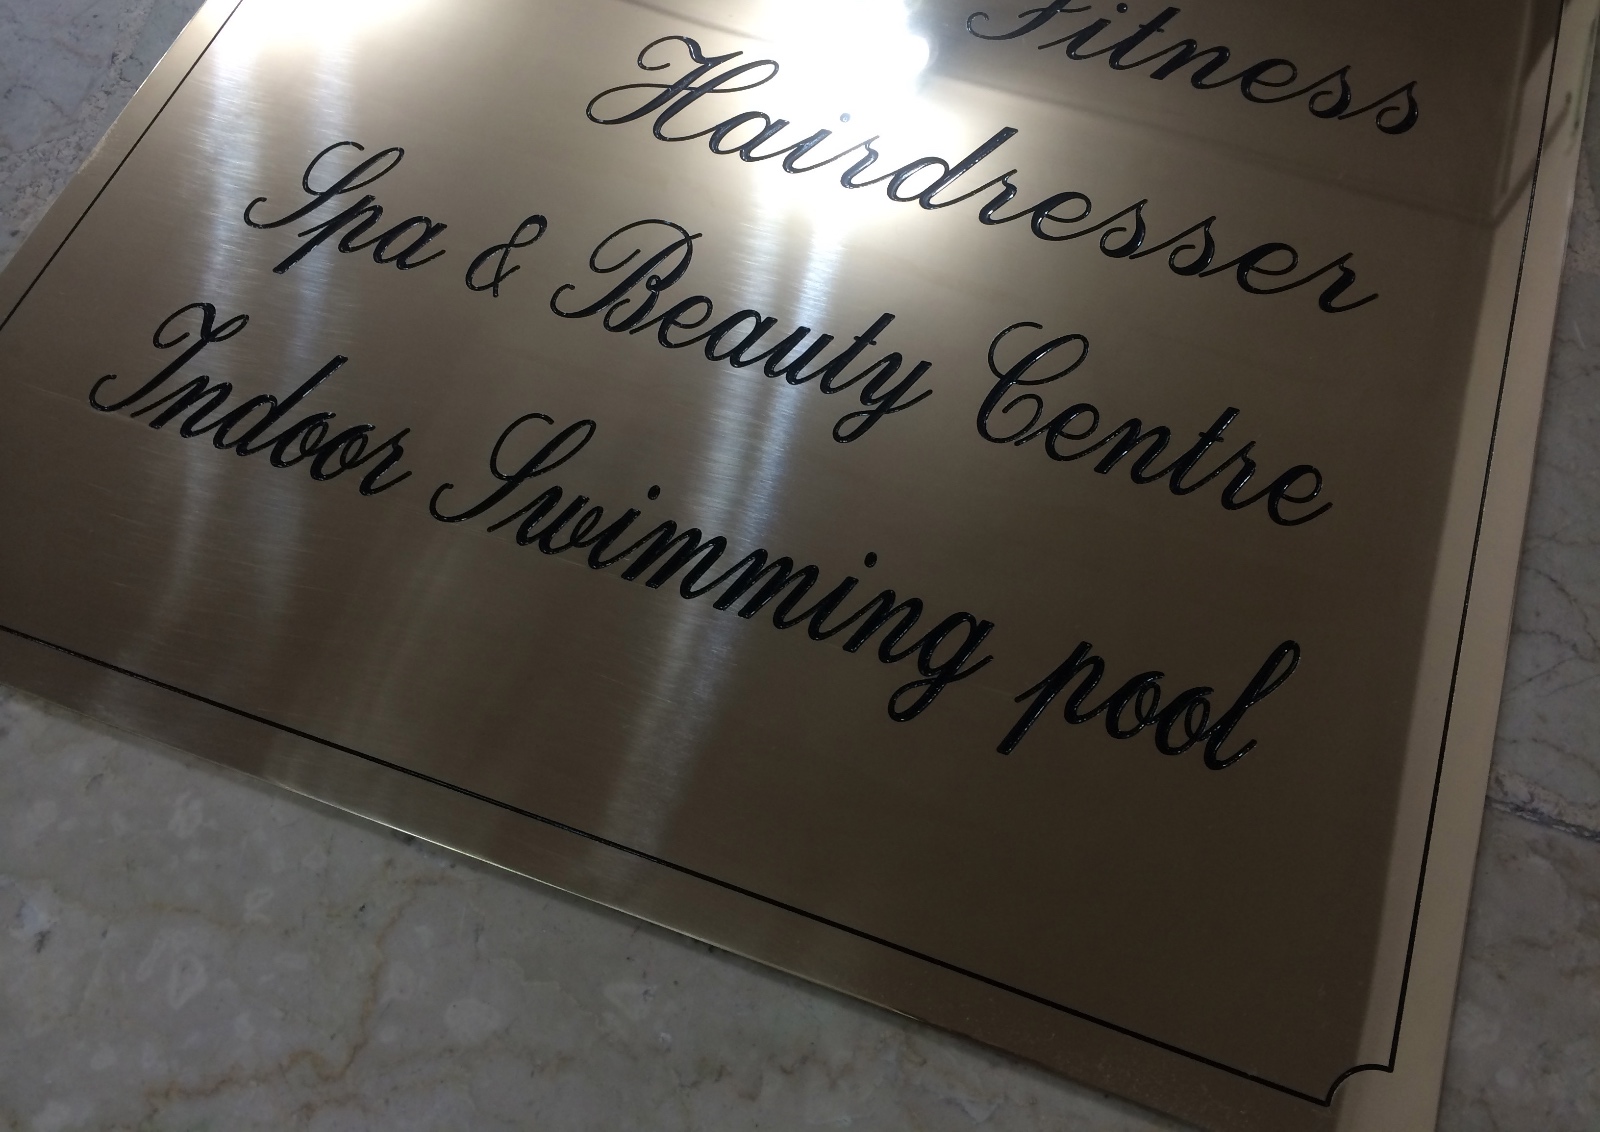 Fitness
Hairdresser
Spa & Beauty Centre
Indoor Swimming pool